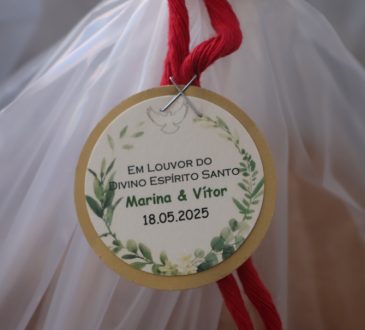 Em Louvor do
Divino Espírito Santo
Marina & Vítor
18.05.2025